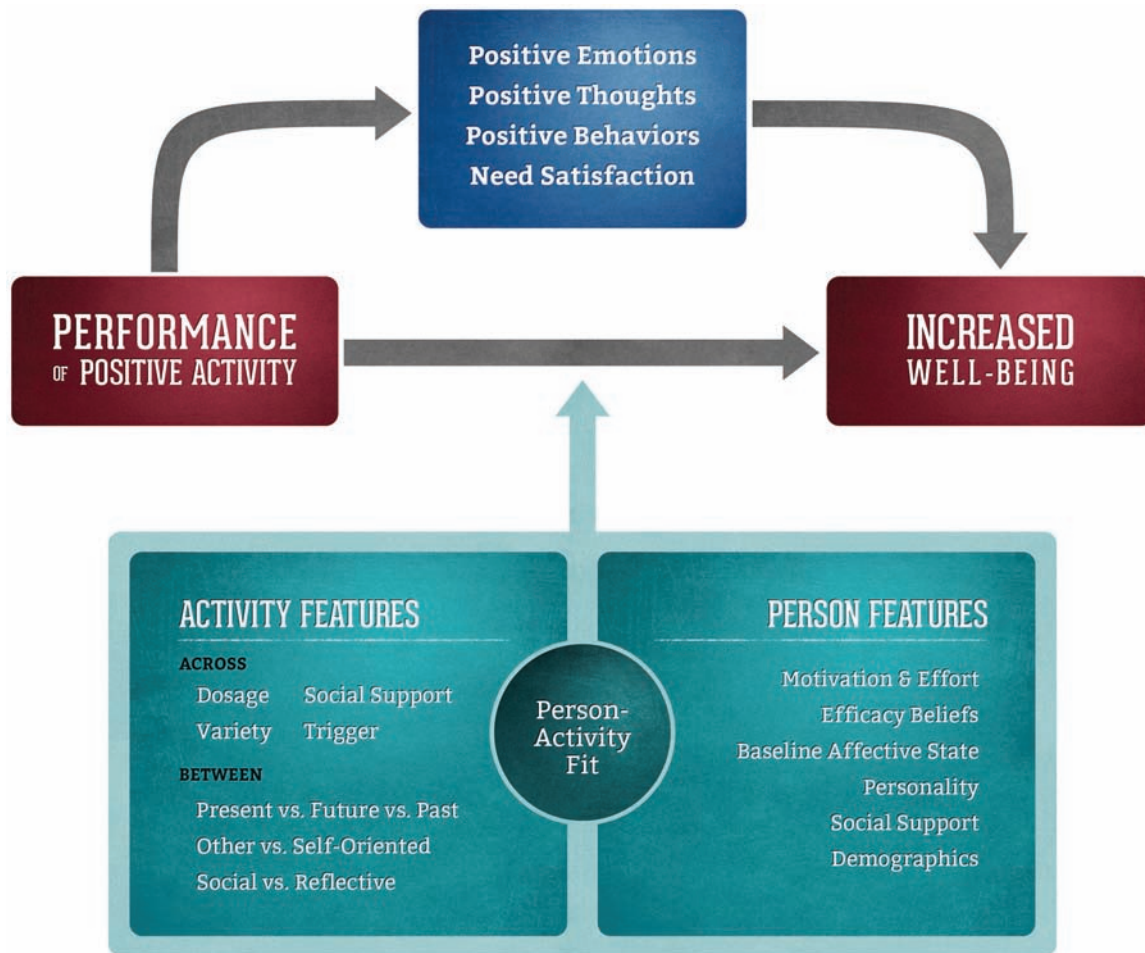 Positive Emotions
Positive Thoughts
Positive Behaviors
Need Satisfaction
PERFORMANCE
OF POSITIVE ACTIVITY
INCREASED
WELL-BEING
ACTIVITY FEATURES
ACROSS
Dosage Social Support
Variety Trigger
BETWEEN
Present vs. Future vs. Past
Other vs. Self-Oriented
Social vs. Reflective
Person-
Activity
Fit
PERSON FEATURES
Motivation & Effort
Efficacy Beliefs
Baseline Affective State
Personality
Social Support
Demographics